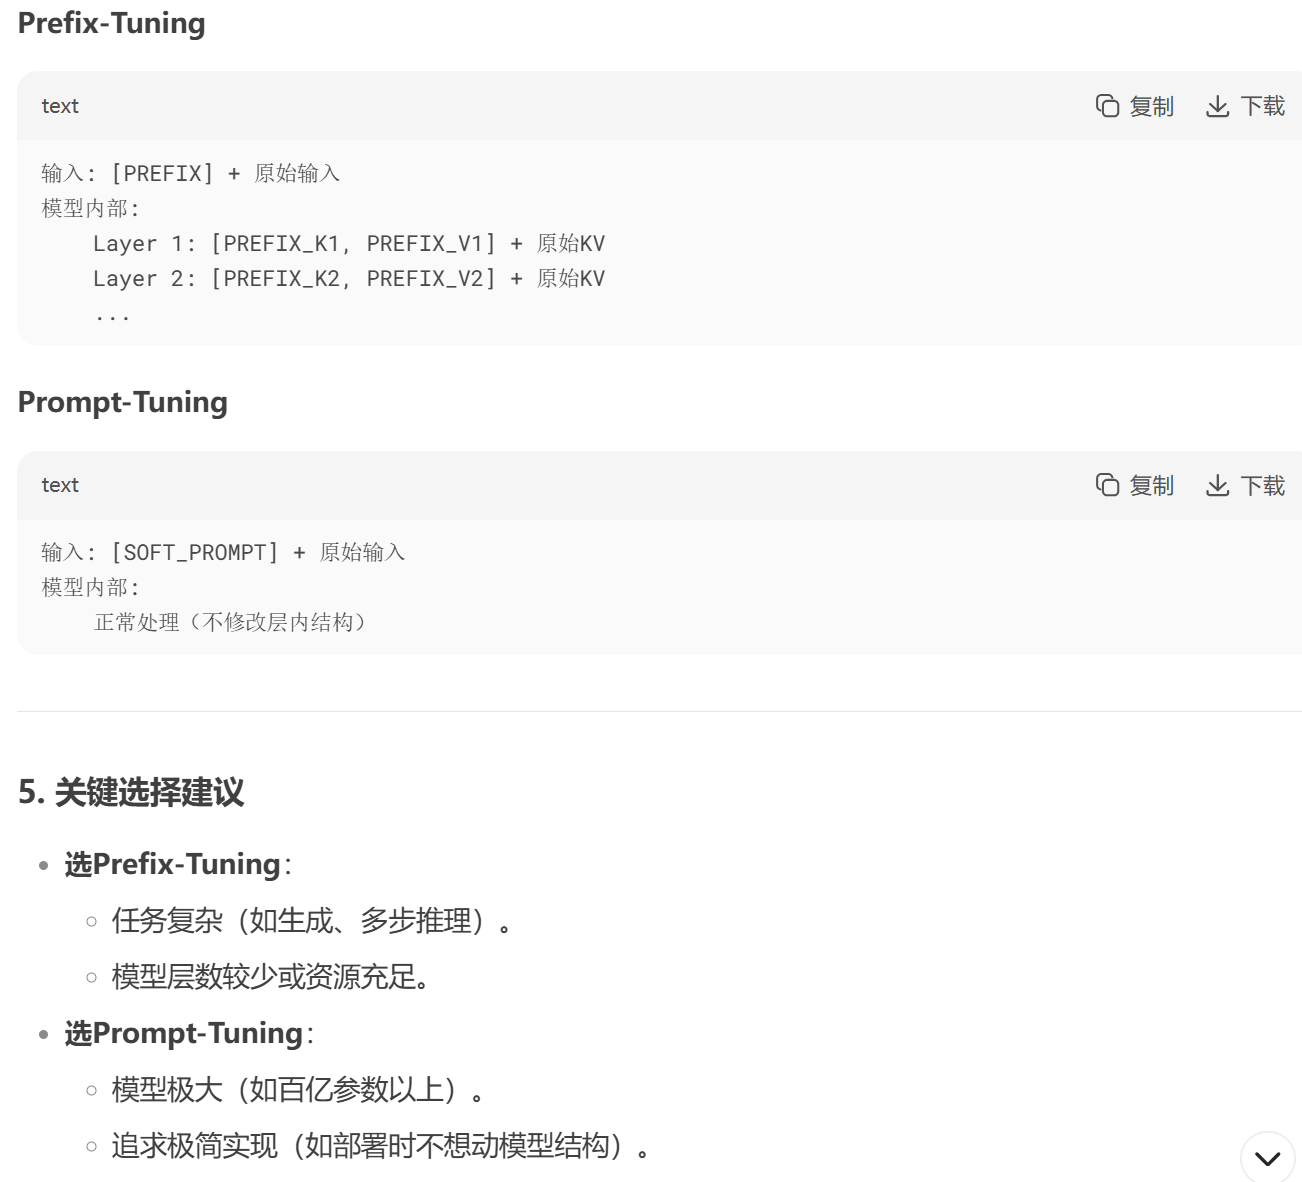 Prefix-Tuning
text 复制 下载
输入: [PREFIX] + 原始输入
模型内部:
Layer 1: [PREFIX_K1, PREFIX_V1] + 原始KV
Layer 2: [PREFIX_K2, PREFIX_V2] + 原始KV
...
Prompt-Tuning
text 复制 下载
输入: [SOFT_PROMPT] + 原始输入
模型内部:
正常处理（不修改层内结构）
5. 关键选择建议
• 选Prefix-Tuning：
○ 任务复杂（如生成、多步推理）。
○ 模型层数较少或资源充足。
• 选Prompt-Tuning：
○ 模型极大（如百亿参数以上）。
○ 追求极简实现（如部署时不想动模型结构）。